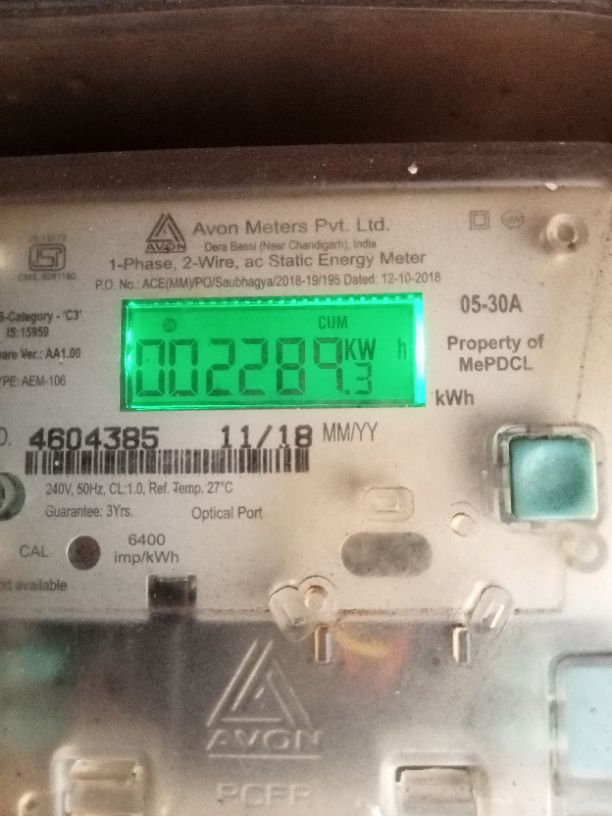 Avon Meters Pvt. Ltd.
AVON
Dera Bassi (Near Chandigarh), India
1-Phase, 2-Wire, ac Static Energy Meter
P.O. No.: ACE(MM)/PO/Saubhagya/2018-19/195 Dated: 12-10-2018
-Category - 'C3'
IS:15959
Ver.: AA1.00
TYPE: AEM-106
CUM
002289.3 KW h
05-30A
Property of
MePDCL
kWh
4604385 11/18 MM/YY
240V, 50Hz, CL:1.0, Ref. Temp. 27°C
Guarantee: 3Yrs. Optical Port
CAL 6400
imp/kWh
available
AVON